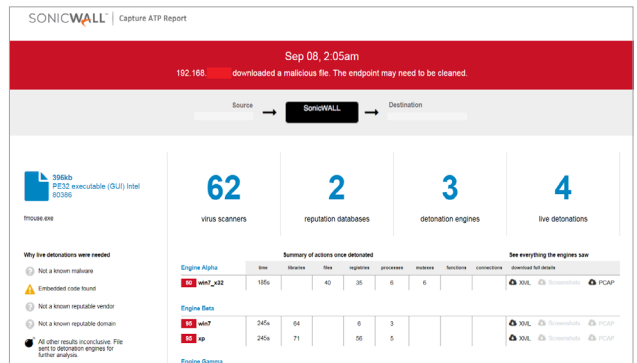 SONICWALL | Capture ATP Report
Sep 08, 2:05am
192.168. downloaded a malicious file. The endpoint may need to be cleaned.
Source
SonicWALL
Destination
396kb
PE32 executable (GUI) Intel
80386
frnouse.exe
62
virus scanners
2
reputation databases
3
detonation engines
4
live detonations
Why live detonations were needed
Not a known malware
Embedded code found
Not a known reputable vendor
Not a known reputable domain
All other results inconclusive. File
sent to detonation engines for
further analysis.
Summary of actions once detonated
See everything the engines saw
Engine Alpha time libraries files registries processes mutexes functions connections download full details
50 win7_x32 185s 40 35 6 6 XML Screenshots PCAP
Engine Beta
95 win7 245s 64 6 3 XML Screenshots PCAP
95 xp 245s 71 56 5 XML Screenshots PCAP
Engine Gamma